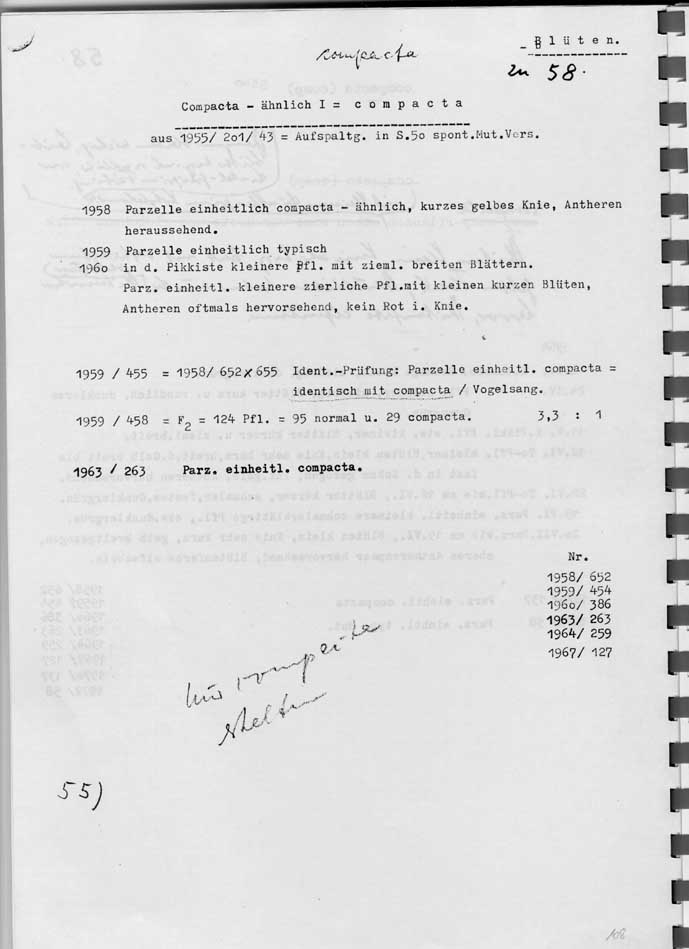 compacta
Blüten.
zu 58.
Compacta - ähnlich I = c o m p a c t a
aus 1955/ 2o1/ 43 = Aufspaltg. in S.5o spont.Mut.Vers.
1958 Parzelle einheitlich compacta - ähnlich, kurzes gelbes Knie, Antheren
heraussehend.
1959 Parzelle einheitlich typisch
196o in d. Pikkiste kleinere Pfl. mit zieml. breiten Blättern.
Parz. einheitl. kleinere zierliche Pfl.mit kleinen kurzen Blüten,
Antheren oftmals hervorsehend, kein Rot i. Knie.
1959 / 455 = 1958/ 652 x 655 Ident.-Prüfung: Parzelle einheitl. compacta =
identisch mit compacta / Vogelsang.
1959 / 458 = F2 = 124 Pfl. = 95 normal u. 29 compacta. 3,3 : 1
1963 / 263 Parz. einheitl. compacta.
Nr.
1958/ 652
1959/ 454
196o/ 386
1963/ 263
1964/ 259
1967/ 127
55)
108